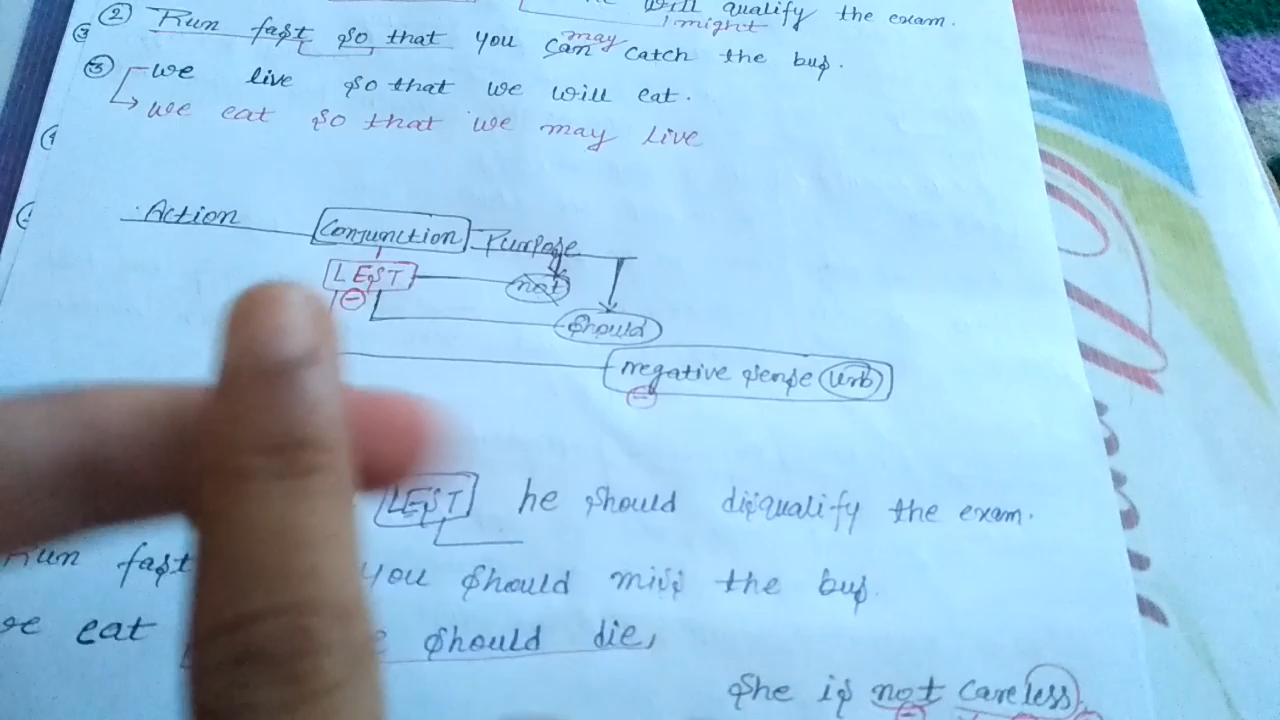 will qualify the exam.
might
② Run fast so that you can catch the bus.
may
③ we live so that we will eat.
we eat so that we may live
Action Conjunction Purpose
LEST not
should
negative sense verb
LEST he should disqualify the exam.
Run fast you should miss the bus.
eat should die,
She is not careless